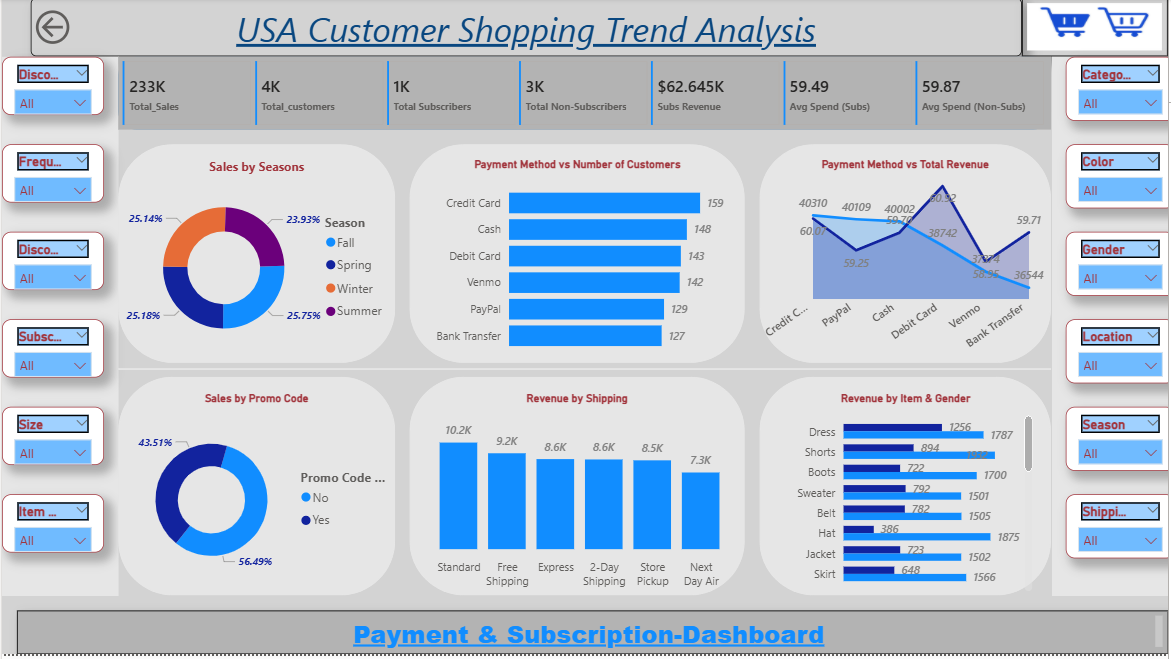 USA Customer Shopping Trend Analysis
Disco...
All
Frequ...
All
Disco...
All
Subsc...
All
Size
All
Item ...
All
233K
Total_Sales
4K
Total_customers
1K
Total Subscribers
3K
Total Non-Subscribers
$62.645K
Subs Revenue
59.49
Avg Spend (Subs)
59.87
Avg Spend (Non-Subs)
Catego...
All
Color
All
Gender
All
Location
All
Season
All
Shippi...
All
Sales by Seasons
25.14%
23.93%
25.18%
25.75%
Season
Fall
Spring
Winter
Summer
Payment Method vs Number of Customers
Credit Card 159
Cash 148
Debit Card 143
Venmo 142
PayPal 129
Bank Transfer 127
Payment Method vs Total Revenue
40310
40109
40002
38742
36544
59.25
59.70
60.92
59.71
Credit C...
PayPal
Cash
Debit Card
Venmo
Bank Transfer
Sales by Promo Code
43.51%
56.49%
Promo Code ...
No
Yes
Revenue by Shipping
10.2K
9.2K
8.6K
8.6K
8.5K
7.3K
Standard
Free
Shipping
Express
2-Day
Shipping
Store
Pickup
Next
Day Air
Revenue by Item & Gender
Dress 1256 1787
Shorts 894
Boots 722 1700
Sweater 792 1501
Belt 782 1505
Hat 386 1875
Jacket 723 1502
Skirt 648 1566
Payment & Subscription-Dashboard